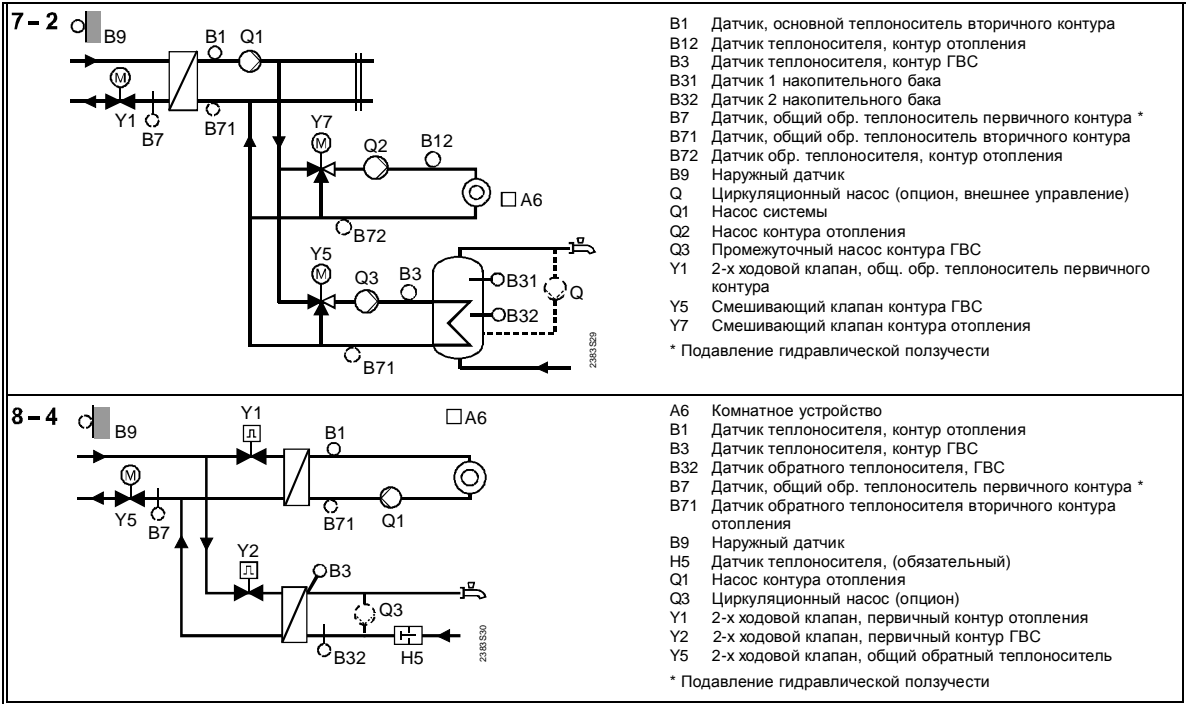 7 – 2
B9
B1
Q1
M
Y1
B7
B71
Y7
M
Q2
B12
A6
B72
Y5
M
Q3
B3
B31
Q
B32
B71
2383S29
B1 Датчик, основной теплоноситель вторичного контура
B12 Датчик теплоносителя, контур отопления
B3 Датчик теплоносителя, контур ГВС
B31 Датчик 1 накопительного бака
B32 Датчик 2 накопительного бака
B7 Датчик, общий обр. теплоноситель первичного контура *
B71 Датчик, общий обр. теплоноситель вторичного контура
B72 Датчик обр. теплоносителя, контур отопления
B9 Наружный датчик
Q Циркуляционный насос (опцион, внешнее управление)
Q1 Насос системы
Q2 Насос контура отопления
Q3 Промежуточный насос контура ГВС
Y1 2-х ходовой клапан, общ. обр. теплоноситель первичного
контура
Y5 Смешивающий клапан контура ГВС
Y7 Смешивающий клапан контура отопления
* Подавление гидравлической ползучести
8 – 4
B9
Y1
A6
B1
M
Y5
B7
B71
Q1
Y2
B3
Q3
B32
H5
2383S30
A6 Комнатное устройство
B1 Датчик теплоносителя, контур отопления
B3 Датчик теплоносителя, контур ГВС
B32 Датчик обратного теплоносителя, ГВС
B7 Датчик, общий обр. теплоноситель первичного контура *
B71 Датчик обратного теплоносителя вторичного контура
отопления
B9 Наружный датчик
H5 Датчик теплоносителя, (обязательный)
Q1 Насос контура отопления
Q3 Циркуляционный насос (опцион)
Y1 2-х ходовой клапан, первичный контур отопления
Y2 2-х ходовой клапан, первичный контур ГВС
Y5 2-х ходовой клапан, общий обратный теплоноситель
* Подавление гидравлической ползучести